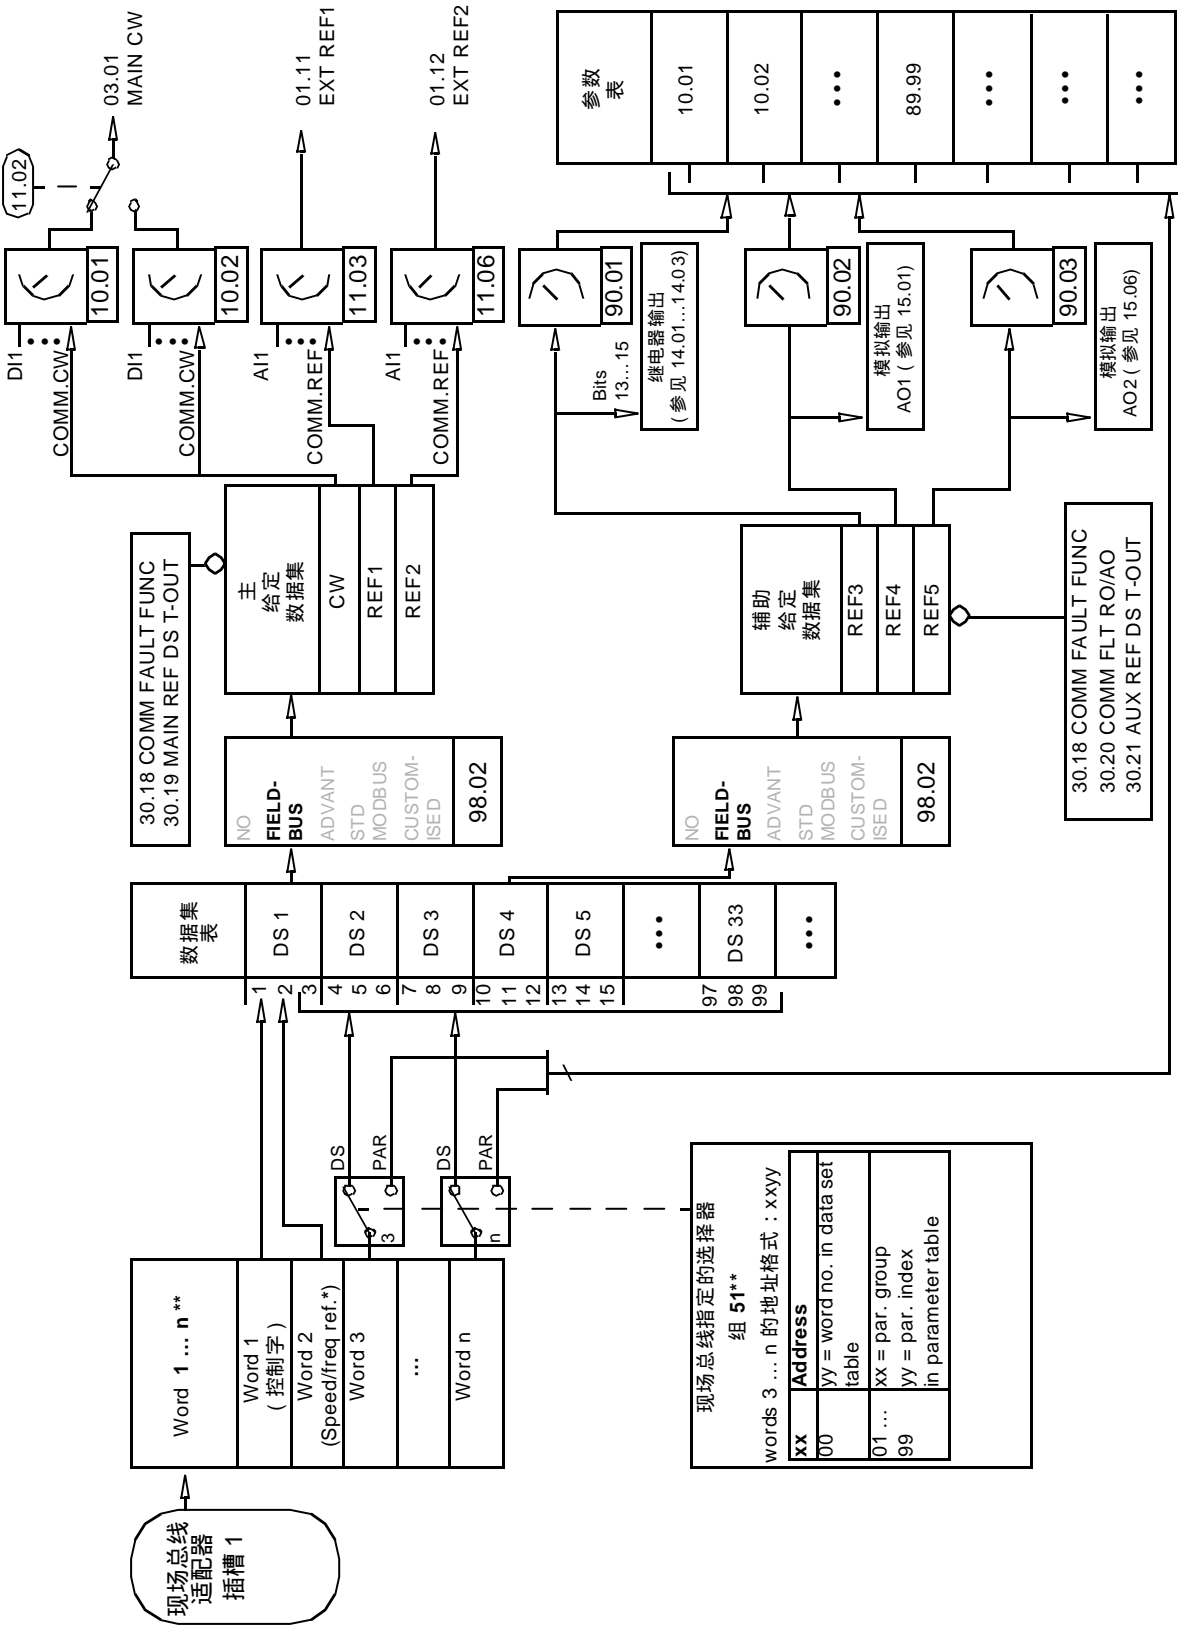 现场总线
适配器
插槽 1
Word 1 ... n **
Word 1
( 控制字 )
Word 2
(Speed/freq ref.*)
Word 3
...
Word n
3
DS
PAR
n
DS
PAR
现场总线指定的选择器
组 51**
words 3 ... n 的地址格式 : xxyy
xx Address
00 yy = word no. in data set
table
01 ... xx = par. group
99 yy = par. index
in parameter table
数据集
表
1
2
3
DS 1
4
5
6
DS 2
7
8
9
DS 3
10
11
12
DS 4
13
14
15
DS 5
•••
97
98
99
DS 33
•••
NO
FIELD-
BUS
ADVANT
STD
MODBUS
CUSTOM-
ISED
98.02
NO
FIELD-
BUS
ADVANT
STD
MODBUS
CUSTOM-
ISED
98.02
30.18 COMM FAULT FUNC
30.19 MAIN REF DS T-OUT
主
给定
数据集
CW
REF1
REF2
辅助
给定
数据集
REF3
REF4
REF5
30.18 COMM FAULT FUNC
30.20 COMM FLT RO/AO
30.21 AUX REF DS T-OUT
DI1
•••
COMM.CW
10.01
DI1
•••
COMM.CW
10.02
AI1
•••
COMM.REF
11.03
AI1
•••
COMM.REF
11.06
11.02
03.01
MAIN CW
01.11
EXT REF1
01.12
EXT REF2
90.01
Bits
13...15
继电器输出
( 参见 14.01...14.03)
90.02
模拟输出
AO1 ( 参见 15.01)
90.03
模拟输出
AO2 ( 参见 15.06)
参数
表
10.01
10.02
•••
89.99
•••
•••
•••